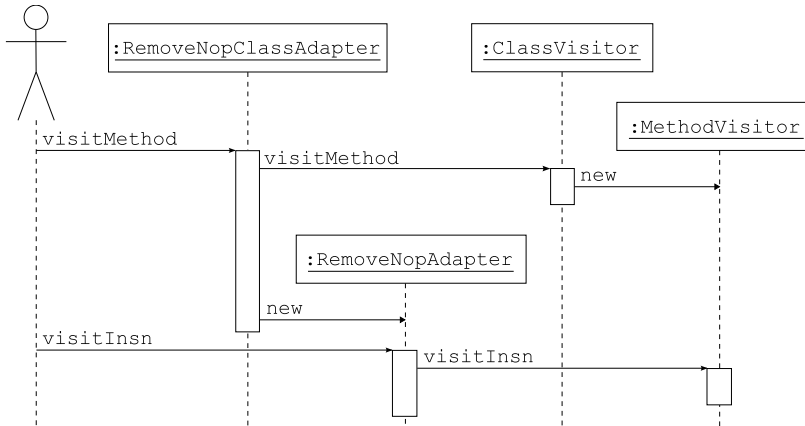 :RemoveNopClassAdapter
:ClassVisitor
:MethodVisitor
visitMethod
visitMethod
new
:RemoveNopAdapter
new
visitInsn
visitInsn